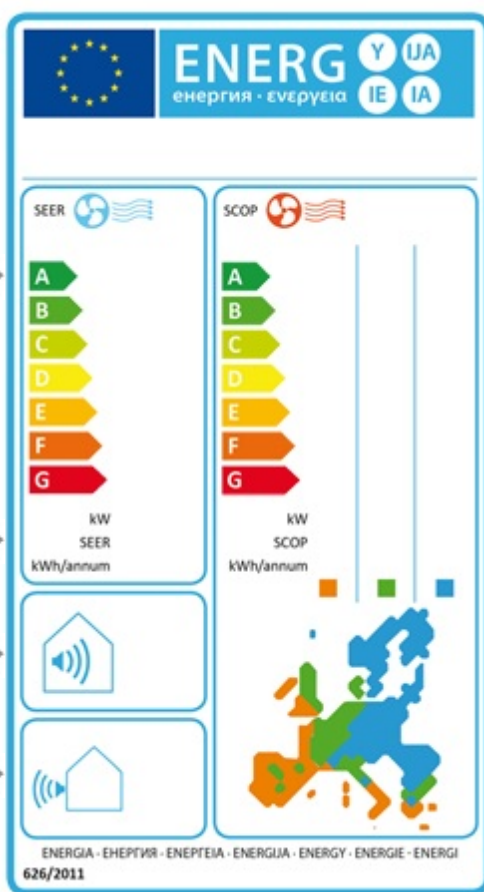 ENERG Y IJA
енергия · ενεργεια IE IA
SEER
SCOP
A
B
C
D
E
F
G
A
B
C
D
E
F
G
kW
SEER
kWh/annum
kW
SCOP
kWh/annum
ENERGIA · ЕНЕРГИЯ · ΕΝΕΡΓΕΙΑ · ENERGIJA · ENERGY · ENERGIE · ENERGI
626/2011